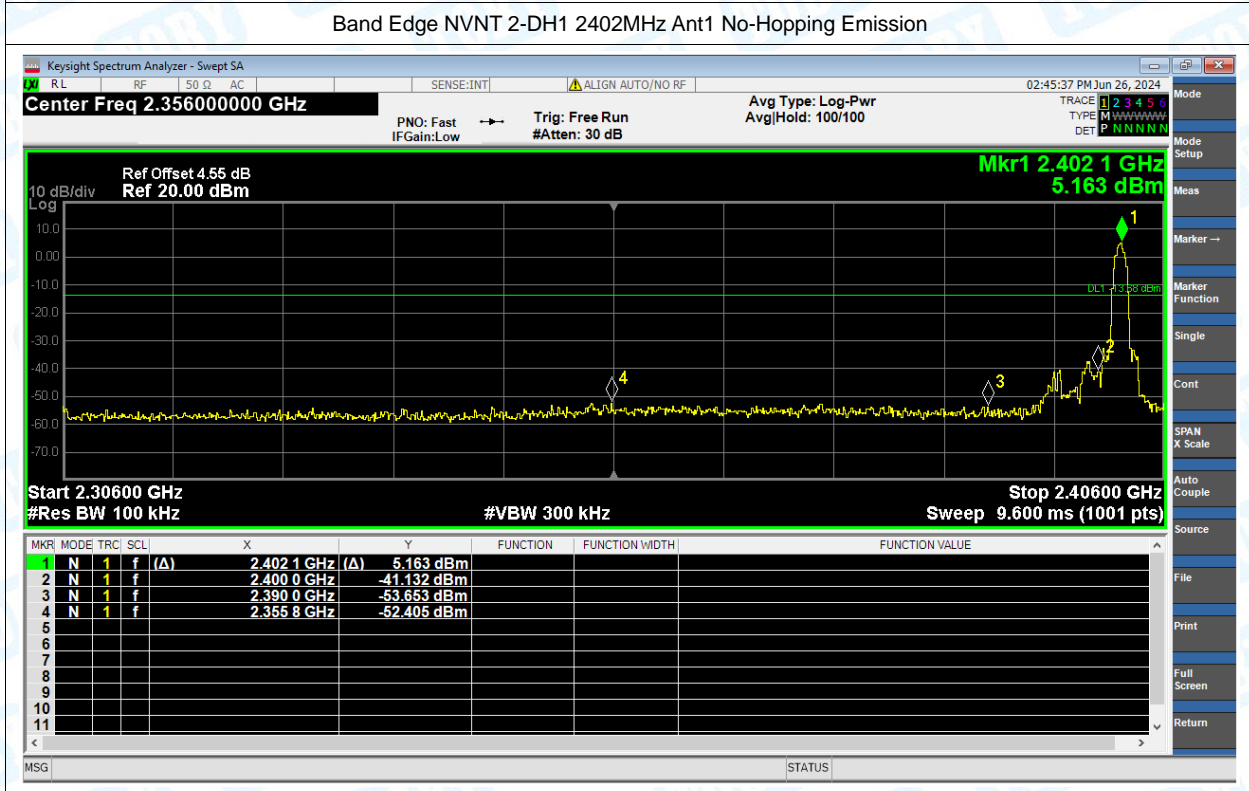 Band Edge NVNT 2-DH1 2402MHz Ant1 No-Hopping Emission
Keysight Spectrum Analyzer - Swept SA
LXI RL RF 50 Ω AC SENSE:INT ALIGN AUTO/NO RF 02:45:37 PM Jun 26, 2024
Center Freq 2.356000000 GHz
PNO: Fast
IFGain:Low
Trig: Free Run
#Atten: 30 dB
Avg Type: Log-Pwr
Avg|Hold: 100/100
TRACE 1 2 3 4 5 6
TYPE M WWWWW
DET P N N N N N
Mkr1 2.402 1 GHz
5.163 dBm
Ref Offset 4.55 dB
10 dB/div Ref 20.00 dBm
Log
10.0
0.00
-10.0
-20.0
-30.0
-40.0
-50.0
-60.0
-70.0
1
DL1 -13.58 dBm
2
3
4
Start 2.30600 GHz Stop 2.40600 GHz
#Res BW 100 kHz #VBW 300 kHz Sweep 9.600 ms (1001 pts)
MKR MODE TRC SCL X Y FUNCTION FUNCTION WIDTH FUNCTION VALUE
1 N 1 f (Δ) 2.402 1 GHz (Δ) 5.163 dBm
2 N 1 f 2.400 0 GHz -41.132 dBm
3 N 1 f 2.390 0 GHz -53.653 dBm
4 N 1 f 2.355 8 GHz -52.405 dBm
5
6
7
8
9
10
11
MSG STATUS
Mode
Mode
Setup
Meas
Marker →
Marker
Function
Single
Cont
SPAN
X Scale
Auto
Couple
Source
File
Print
Full
Screen
Return